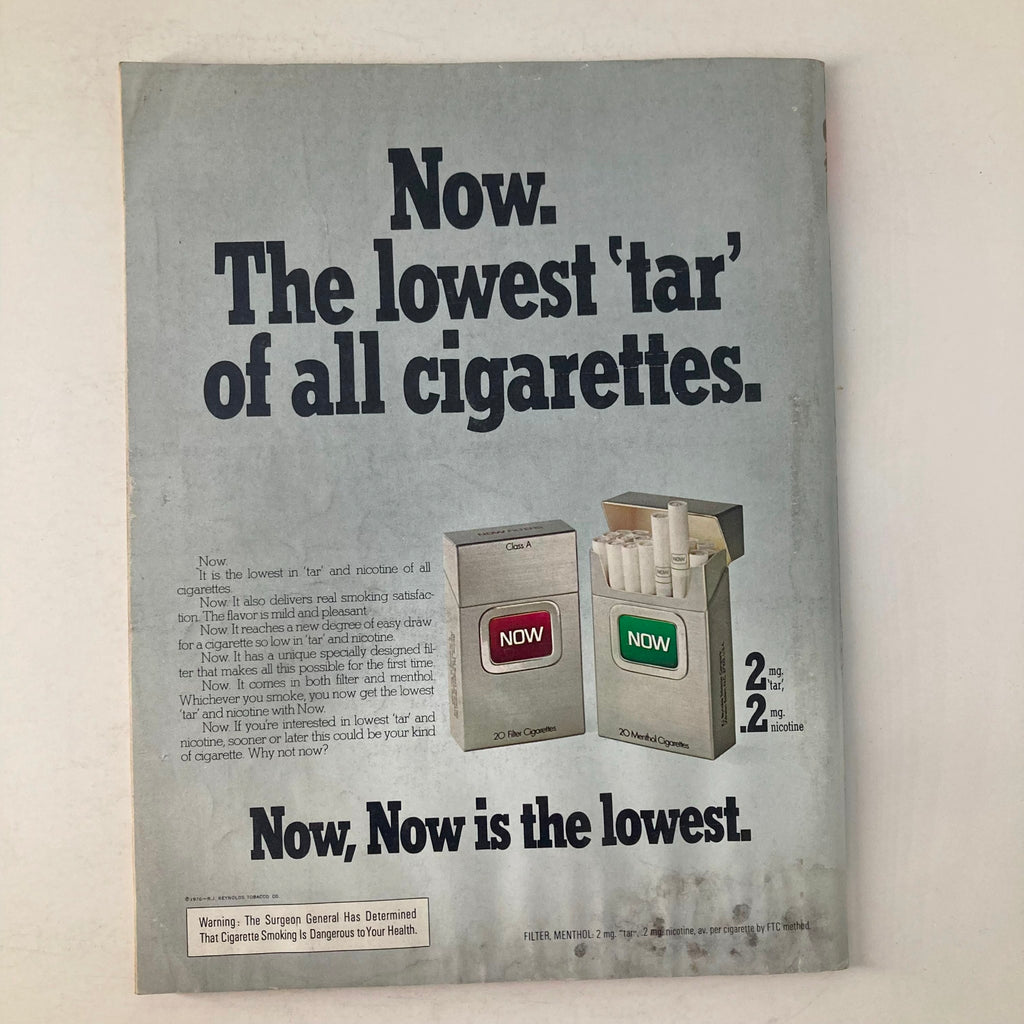 Now.
The lowest 'tar'
of all cigarettes.
Now.
It is the lowest in 'tar' and nicotine of all
cigarettes.
Now. It also delivers real smoking satisfac-
tion. The flavor is mild and pleasant.
Now. It reaches a new degree of easy draw
for a cigarette so low in 'tar' and nicotine.
Now. It has a unique specially designed fil-
ter that makes all this possible for the first time.
Now. It comes in both filter and menthol.
Whichever you smoke, you now get the lowest
'tar' and nicotine with Now.
Now. If you're interested in lowest 'tar' and
nicotine, sooner or later this could be your kind
of cigarette. Why not now?
Class A
NOW
20 Filter Cigarettes
NOW
NOW
NOW
20 Menthol Cigarettes
2 mg. 'tar',
.2 mg. nicotine
Now, Now is the lowest.
©1976—R.J. REYNOLDS TOBACCO CO.
Warning: The Surgeon General Has Determined
That Cigarette Smoking Is Dangerous to Your Health.
FILTER, MENTHOL: 2 mg. "tar", .2 mg. nicotine, av. per cigarette by FTC method.